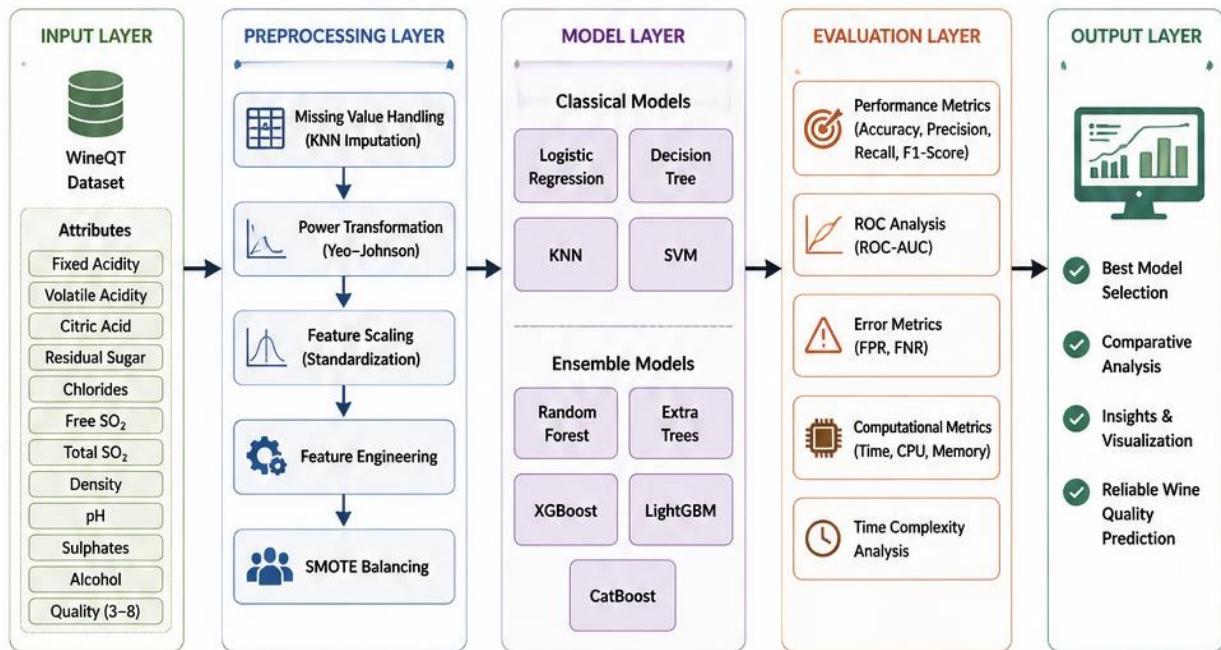 INPUT LAYER
WineQT
Dataset
Attributes
Fixed Acidity
Volatile Acidity
Citric Acid
Residual Sugar
Chlorides
Free SO₂
Total SO₂
Density
pH
Sulphates
Alcohol
Quality (3–8)
PREPROCESSING LAYER
Missing Value Handling
(KNN Imputation)
Power Transformation
(Yeo–Johnson)
Feature Scaling
(Standardization)
Feature Engineering
SMOTE Balancing
MODEL LAYER
Classical Models
Logistic
Regression
Decision
Tree
KNN
SVM
Ensemble Models
Random
Forest
Extra
Trees
XGBoost
LightGBM
CatBoost
EVALUATION LAYER
Performance Metrics
(Accuracy, Precision,
Recall, F1-Score)
ROC Analysis
(ROC-AUC)
Error Metrics
(FPR, FNR)
Computational Metrics
(Time, CPU, Memory)
Time Complexity
Analysis
OUTPUT LAYER
Best Model
Selection
Comparative
Analysis
Insights &
Visualization
Reliable Wine
Quality
Prediction